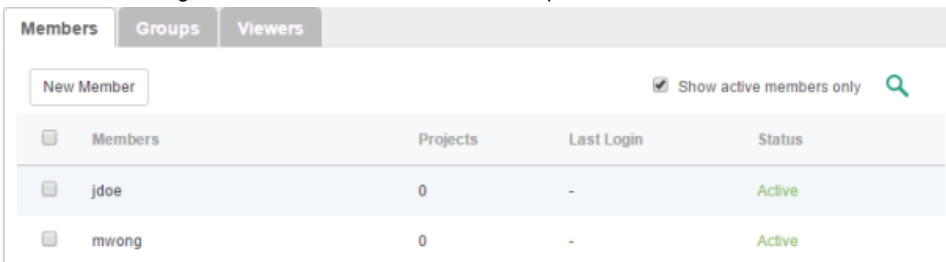 Members Groups Viewers
New Member Show active members only
Members Projects Last Login Status
jdoe 0 - Active
mwong 0 - Active